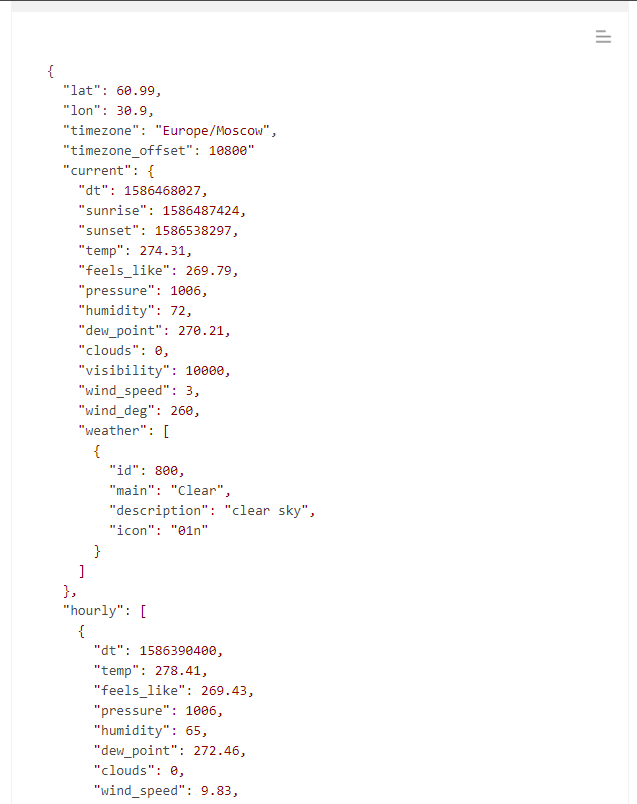 {
"lat": 60.99,
"lon": 30.9,
"timezone": "Europe/Moscow",
"timezone_offset": 10800"
"current": {
"dt": 1586468027,
"sunrise": 1586487424,
"sunset": 1586538297,
"temp": 274.31,
"feels_like": 269.79,
"pressure": 1006,
"humidity": 72,
"dew_point": 270.21,
"clouds": 0,
"visibility": 10000,
"wind_speed": 3,
"wind_deg": 260,
"weather": [
{
"id": 800,
"main": "Clear",
"description": "clear sky",
"icon": "01n"
}
]
},
"hourly": [
{
"dt": 1586390400,
"temp": 278.41,
"feels_like": 269.43,
"pressure": 1006,
"humidity": 65,
"dew_point": 272.46,
"clouds": 0,
"wind_speed": 9.83,